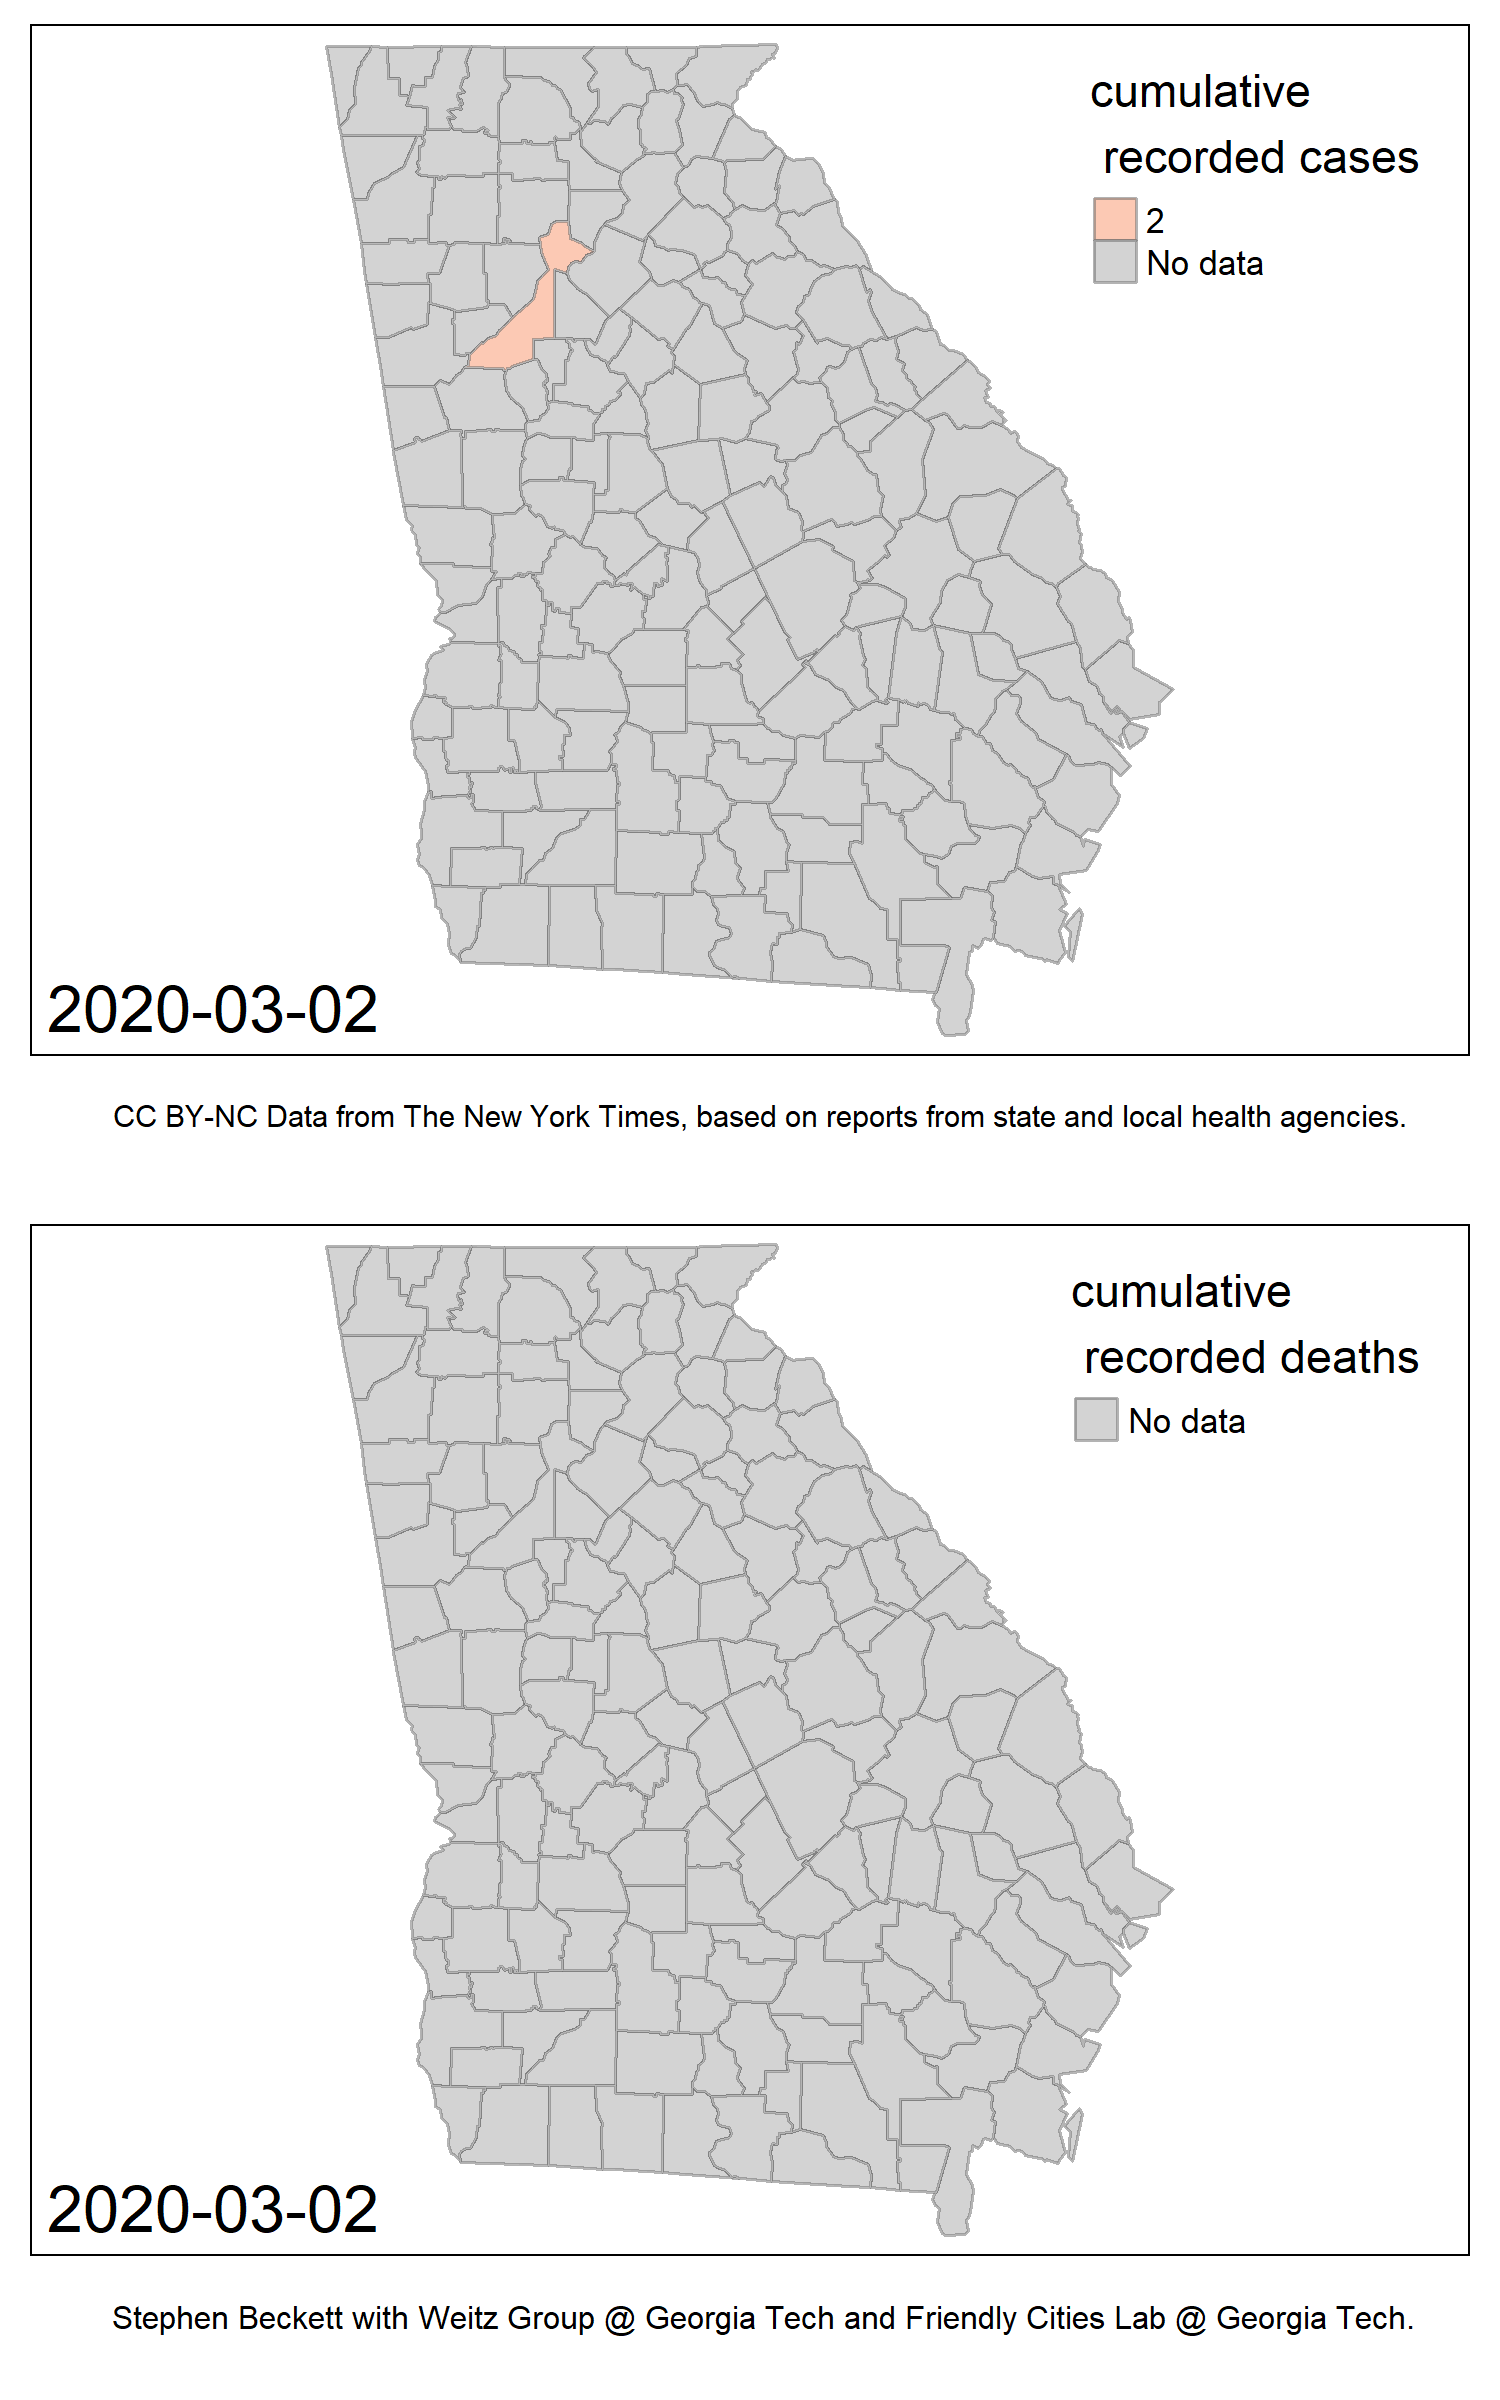 cumulative
recorded cases
2
No data
2020-03-02
CC BY-NC Data from The New York Times, based on reports from state and local health agencies.
cumulative
recorded deaths
No data
2020-03-02
Stephen Beckett with Weitz Group @ Georgia Tech and Friendly Cities Lab @ Georgia Tech.